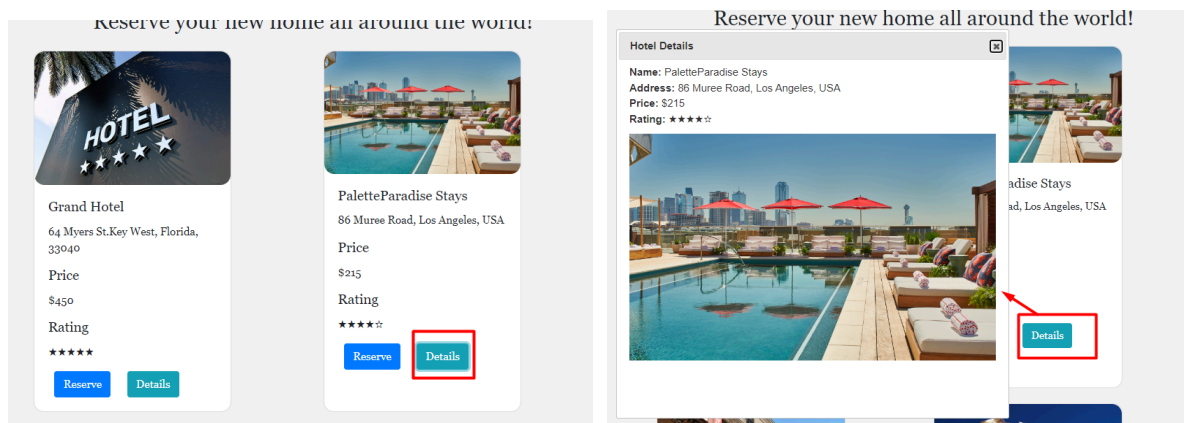 Reserve your new home all around the world!
HOTEL
★★★★★
Grand Hotel
64 Myers St.Key West, Florida,
33040
Price
$450
Rating
★★★★★
Reserve
Details
PaletteParadise Stays
86 Muree Road, Los Angeles, USA
Price
$215
Rating
★★★★☆
Reserve
Details
Reserve your new home all around the world!
Hotel Details
Name: PaletteParadise Stays
Address: 86 Muree Road, Los Angeles, USA
Price: $215
Rating: ★★★★☆
adise Stays
ad, Los Angeles, USA
Details